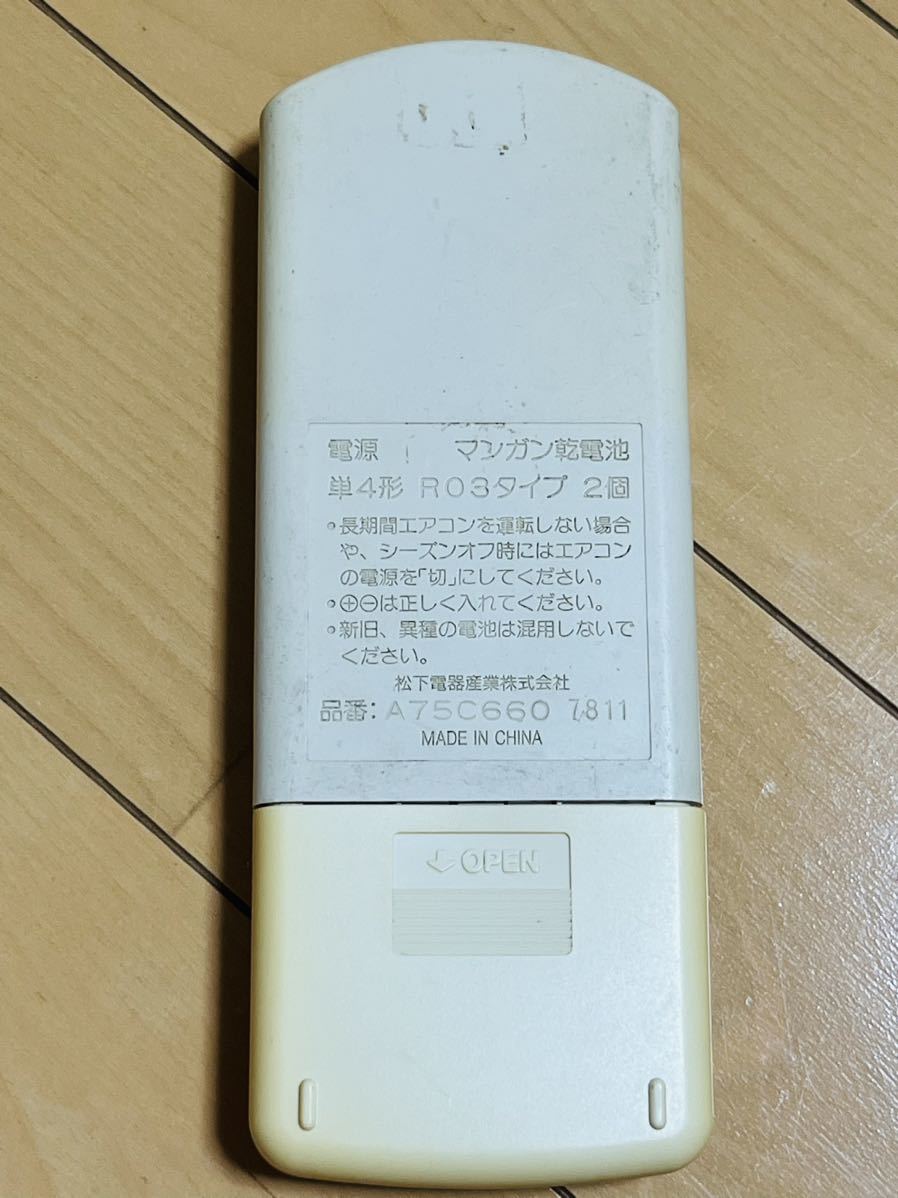 電源 マンガン乾電池
単4形 R03タイプ 2個
•長期間エアコンを運転しない場合
や、シーズンオフ時にはエアコン
の電源を「切」にしてください。
•⊕⊖は正しく入れてください。
•新旧、異種の電池は混用しないで
ください。
松下電器産業株式会社
品番: A75C660 7811
MADE IN CHINA
OPEN